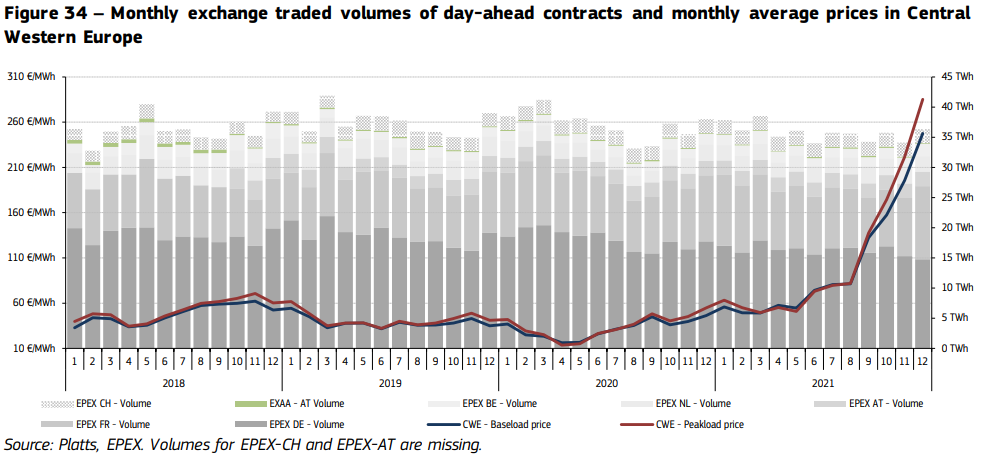 Figure 34 – Monthly exchange traded volumes of day-ahead contracts and monthly average prices in Central
Western Europe
310 €/MWh
260 €/MWh
210 €/MWh
160 €/MWh
110 €/MWh
60 €/MWh
10 €/MWh
45 TWh
40 TWh
35 TWh
30 TWh
25 TWh
20 TWh
15 TWh
10 TWh
5 TWh
0 TWh
1 2 3 4 5 6 7 8 9 10 11 12 1 2 3 4 5 6 7 8 9 10 11 12 1 2 3 4 5 6 7 8 9 10 11 12 1 2 3 4 5 6 7 8 9 10 11 12
2018 2019 2020 2021
EPEX CH - Volume EXAA - AT Volume EPEX BE - Volume EPEX NL - Volume EPEX AT - Volume
EPEX FR - Volume EPEX DE - Volume CWE - Baseload price CWE - Peakload price
Source: Platts, EPEX. Volumes for EPEX-CH and EPEX-AT are missing.